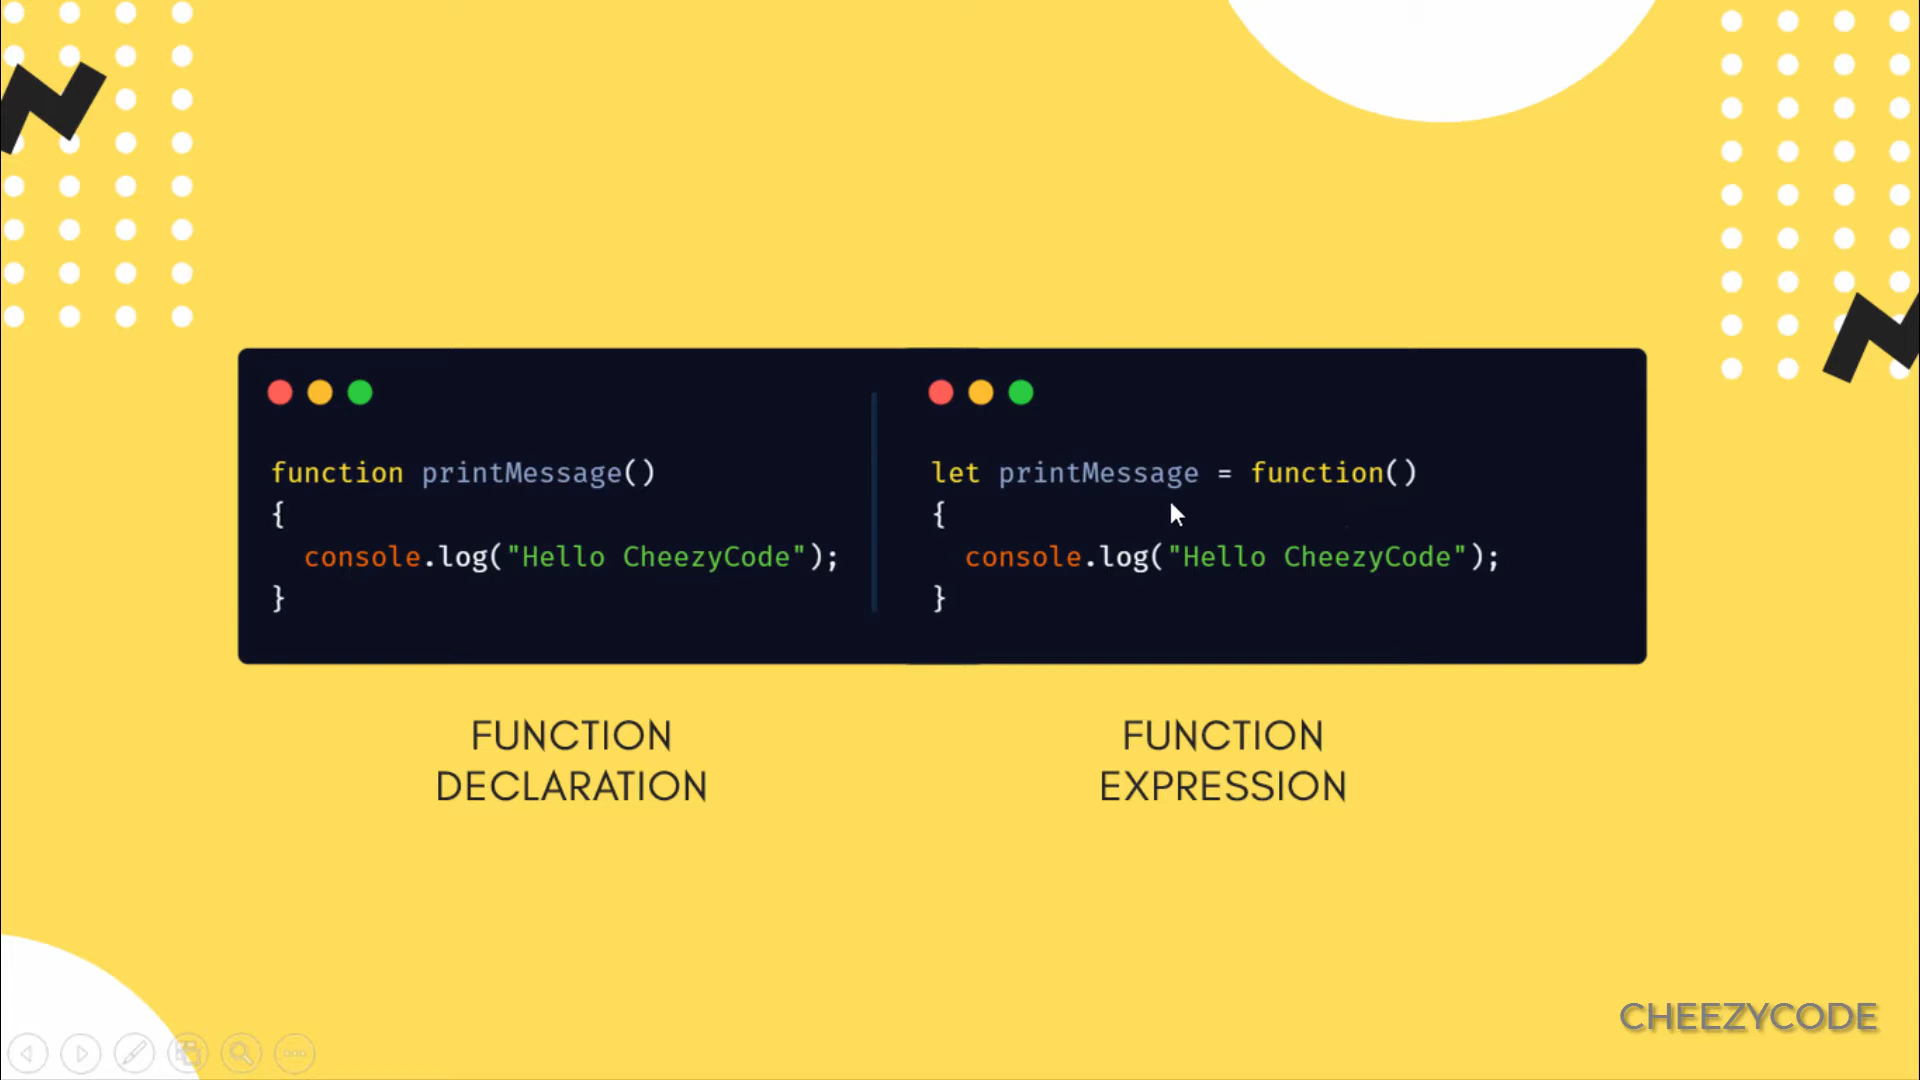 function printMessage()
{
  console.log("Hello CheezyCode");
}
let printMessage = function()
{
  console.log("Hello CheezyCode");
}
FUNCTION
DECLARATION
FUNCTION
EXPRESSION
CHEEZYCODE